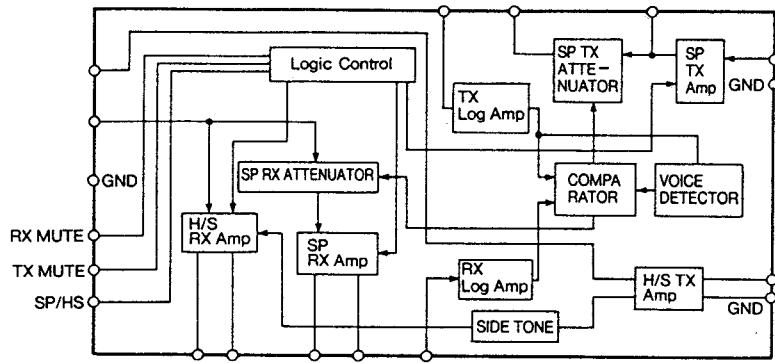 Logic Control
SP TX
ATTE-
NUATOR
SP
TX
Amp
GND
TX
Log Amp
GND
SP RX ATTENUATOR
COMPA
RATOR
VOICE
DETECTOR
H/S
RX Amp
SP
RX Amp
RX MUTE
TX MUTE
SP/HS
RX
Log Amp
H/S TX
Amp
GND
SIDE TONE